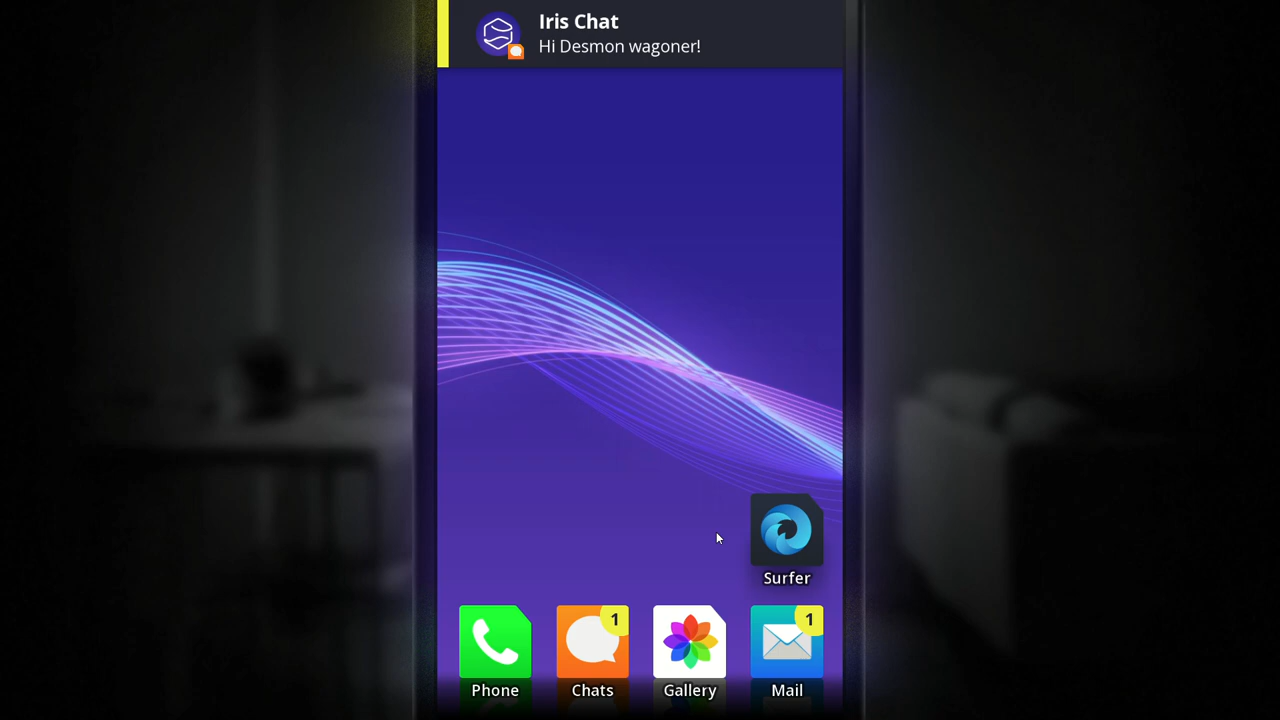 Iris Chat
Hi Desmon wagoner!
Surfer
1
1
Phone
Chats
Gallery
Mail